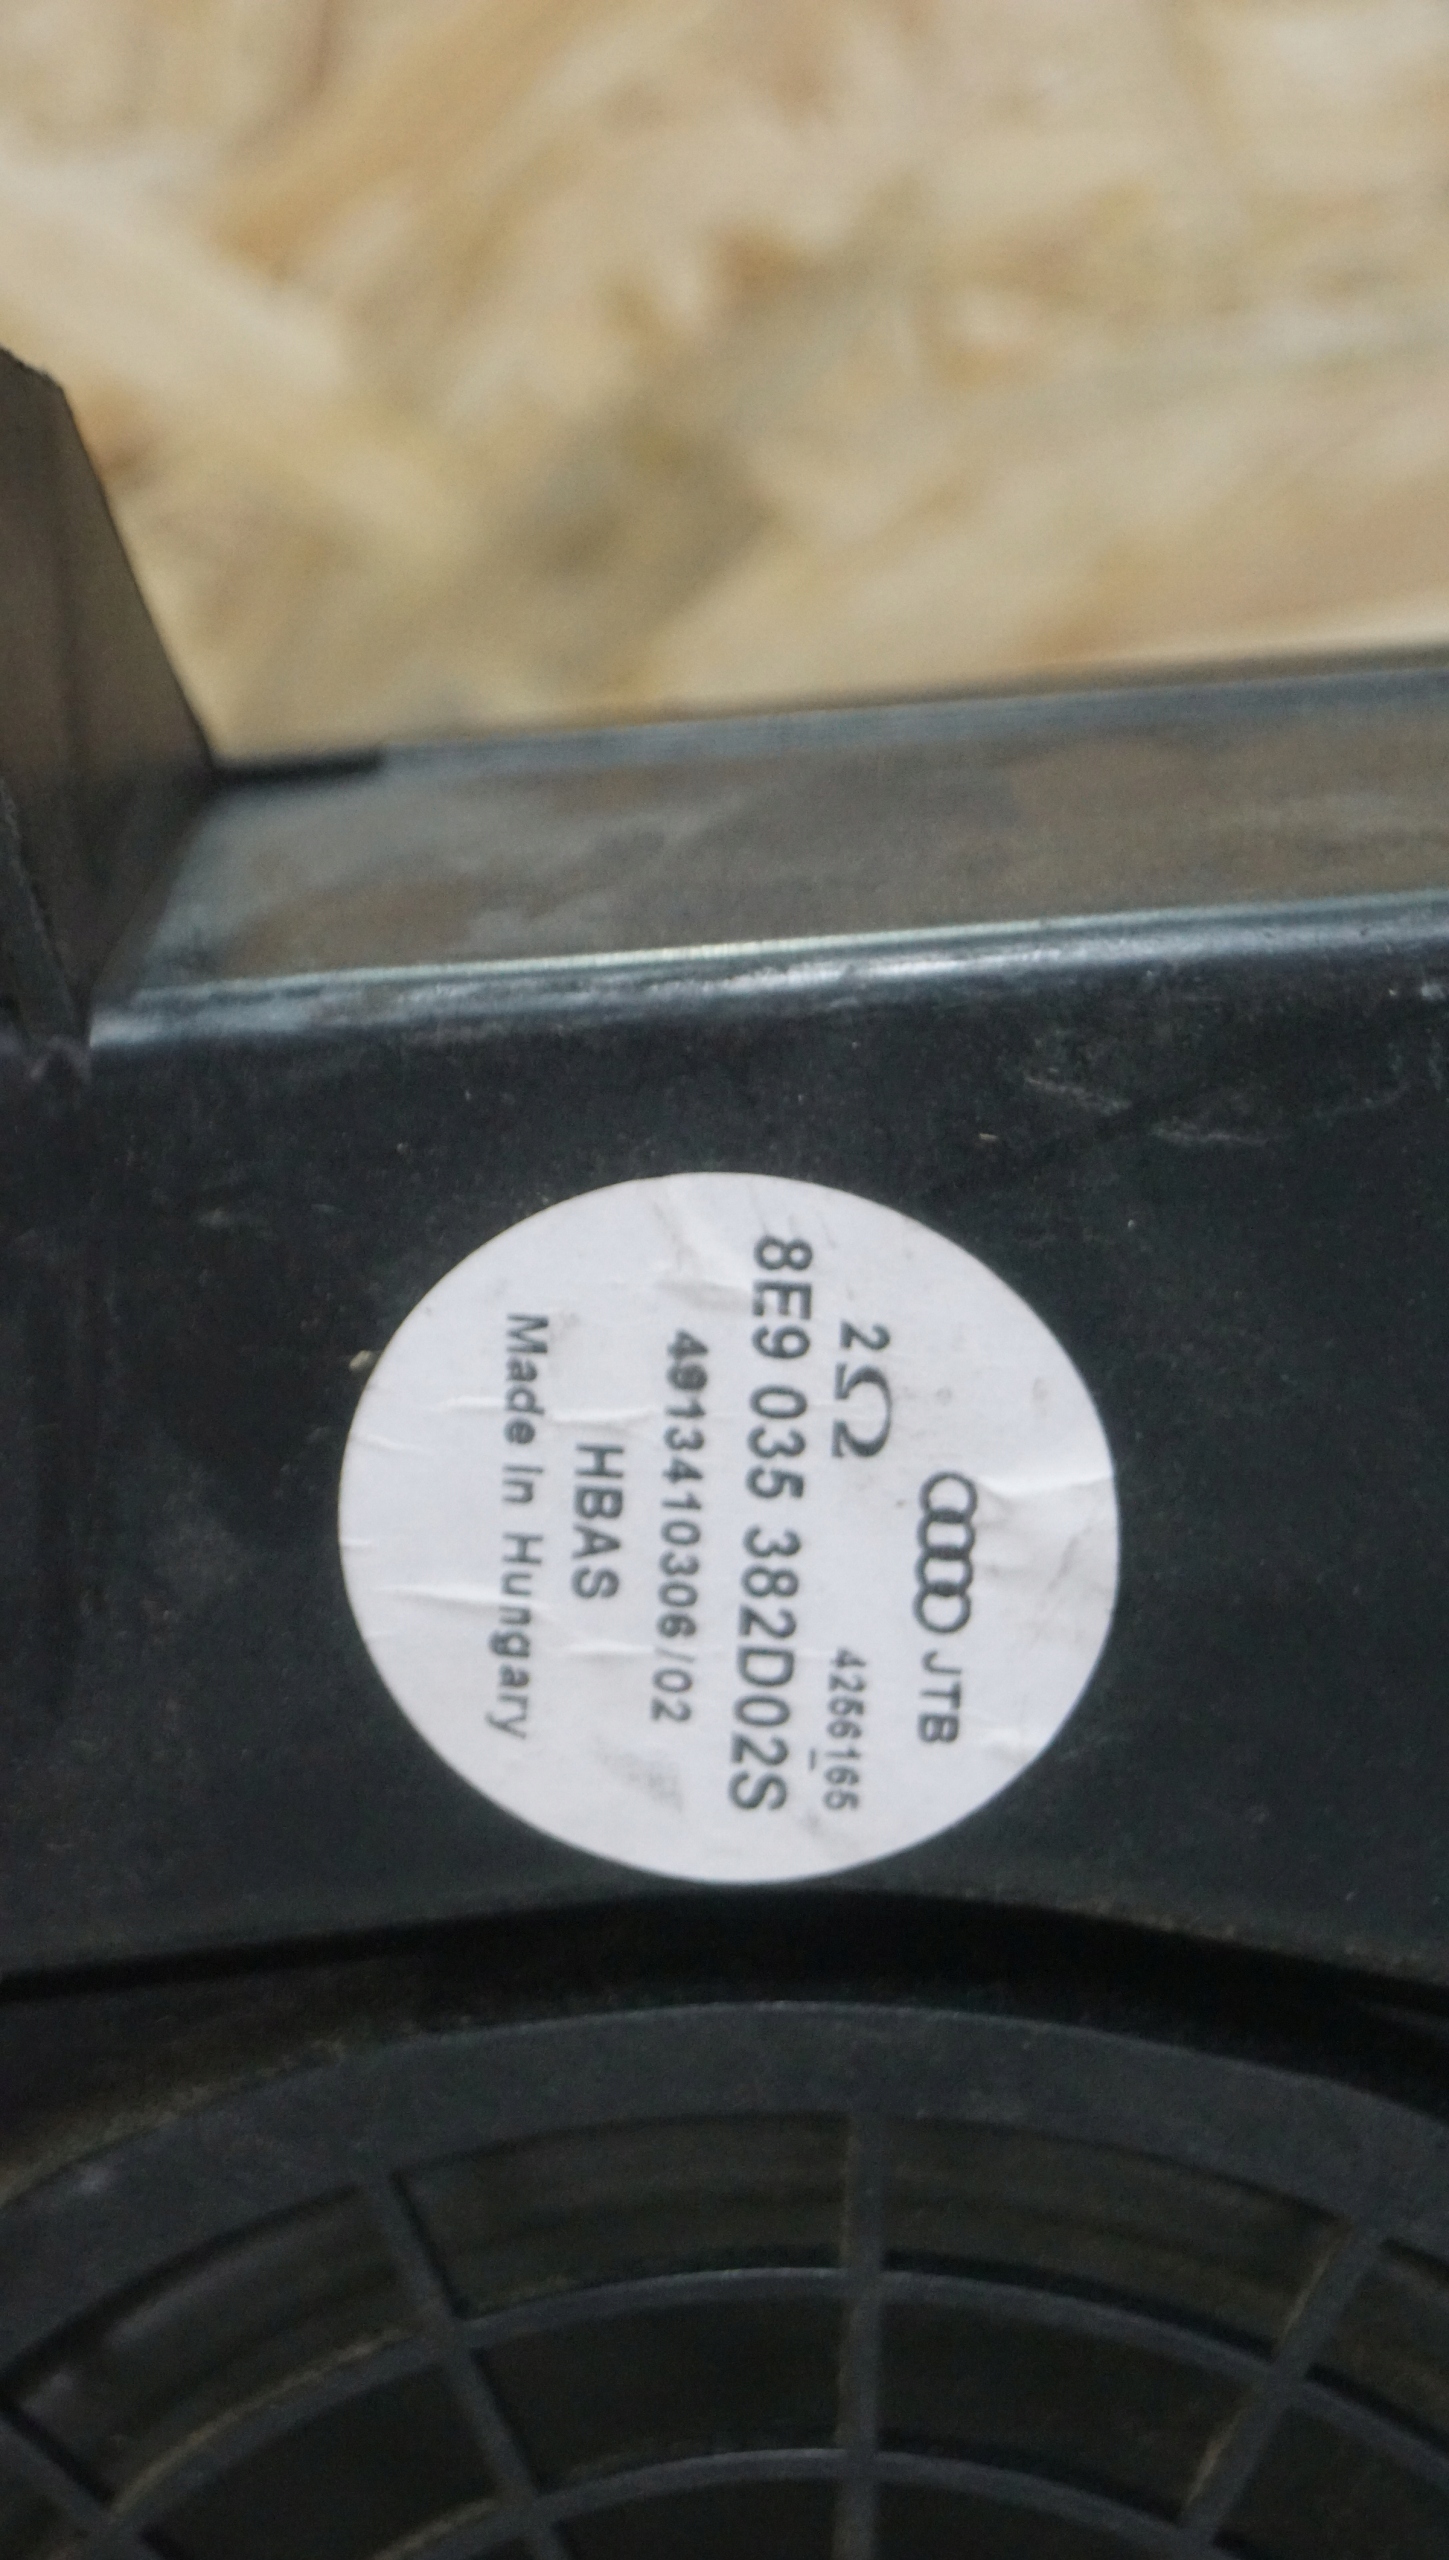 JTB
2Ω 4256165
8E9 035 382D02S
4913410306/02
HBAS
Made in Hungary